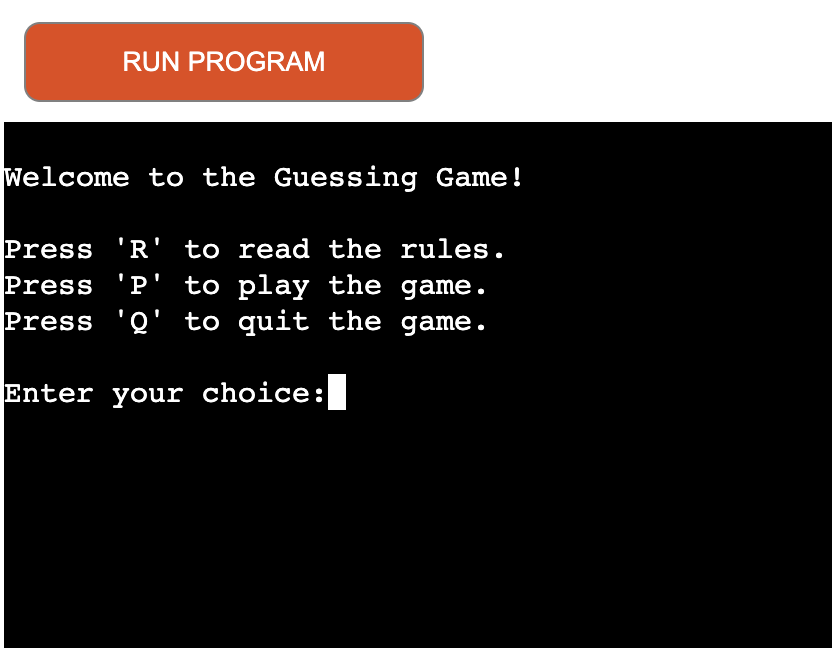 RUN PROGRAM
Welcome to the Guessing Game!
Press 'R' to read the rules.
Press 'P' to play the game.
Press 'Q' to quit the game.
Enter your choice: